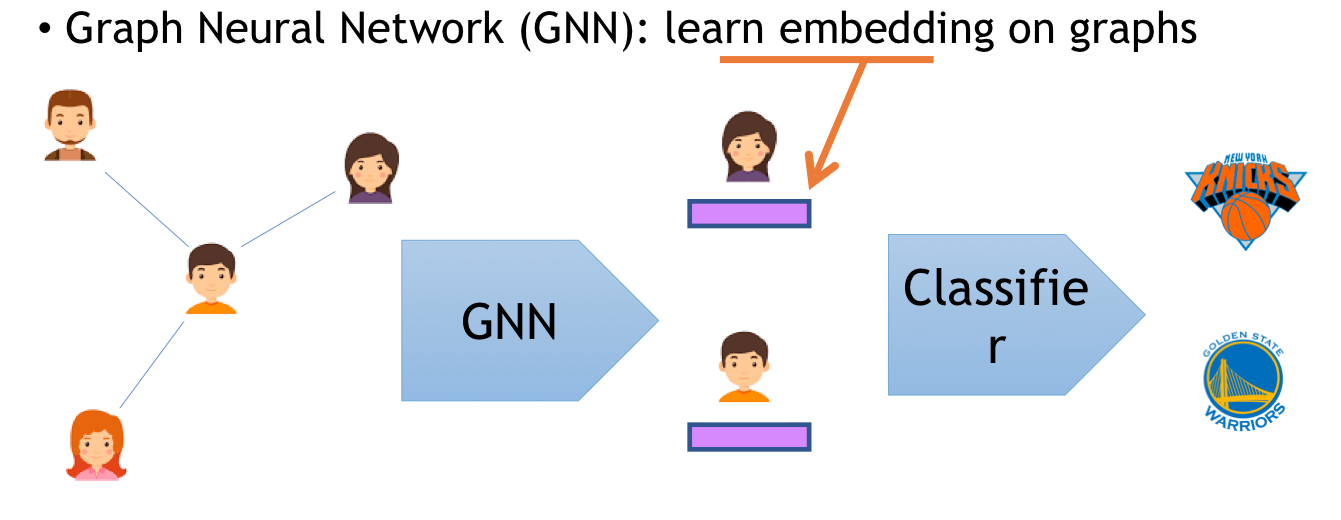 • Graph Neural Network (GNN): learn embedding on graphs
GNN
Classifie
r
NEW YORK
KNICKS
GOLDEN STATE
WARRIORS